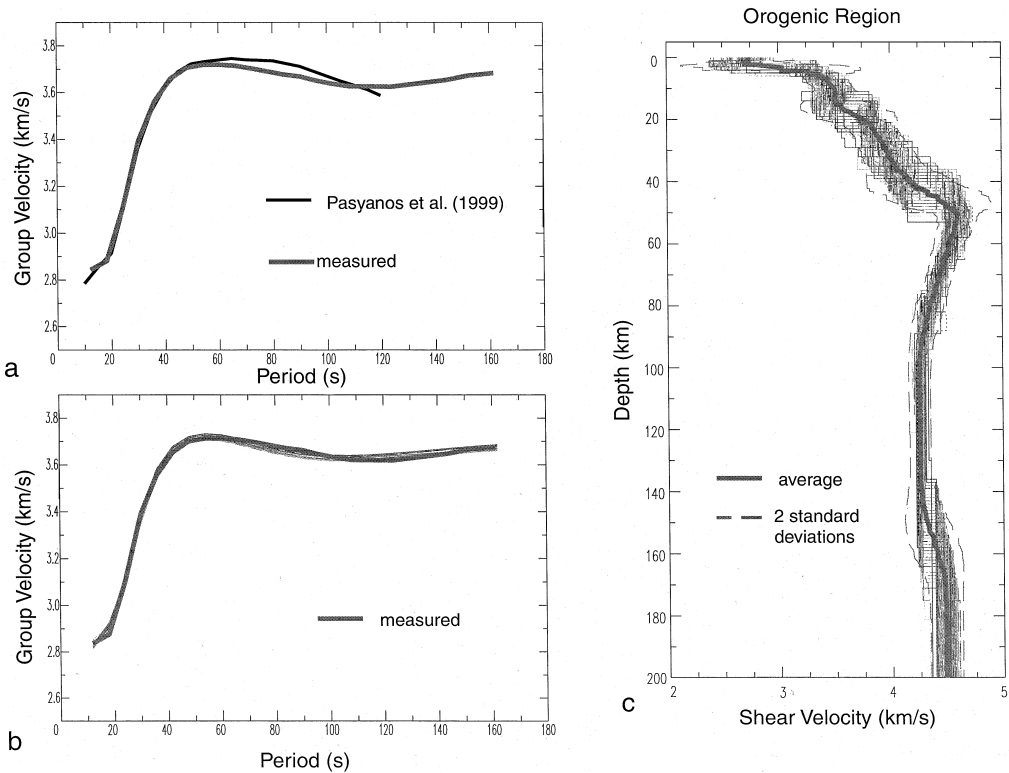 3.8
3.6
3.4
3.2
3.0
2.8
2.6
Group Velocity (km/s)
Pasyanos et al. (1999)
measured
0 20 40 60 80 100 120 140 160 180
a
Period (s)
3.8
3.6
3.4
3.2
3.0
2.8
2.6
Group Velocity (km/s)
measured
0 20 40 60 80 100 120 140 160 180
b
Period (s)
Orogenic Region
0
20
40
60
80
100
120
140
160
180
200
Depth (km)
average
2 standard
deviations
2 3 4 5
c
Shear Velocity (km/s)